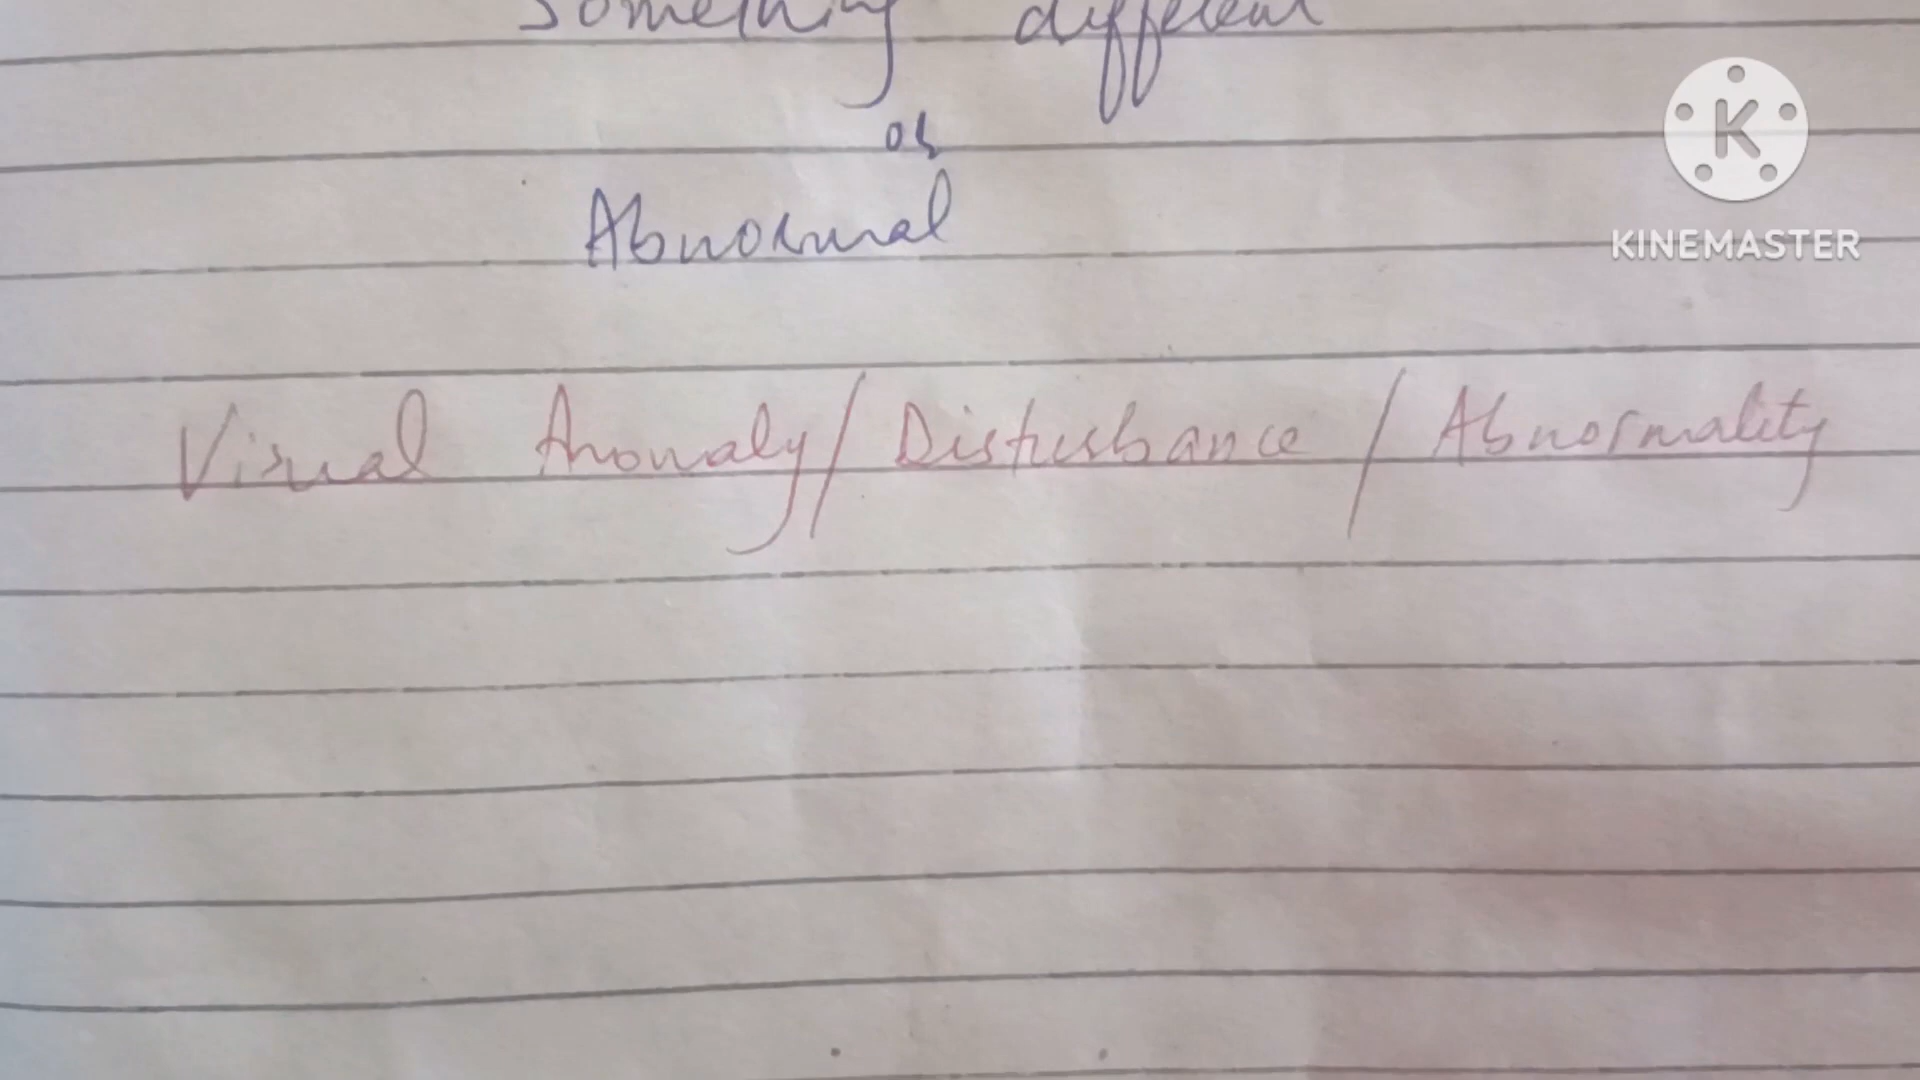 Something different
or
Abnormal
Visual Anomaly/Disturbance/Abnormality
KINEMASTER